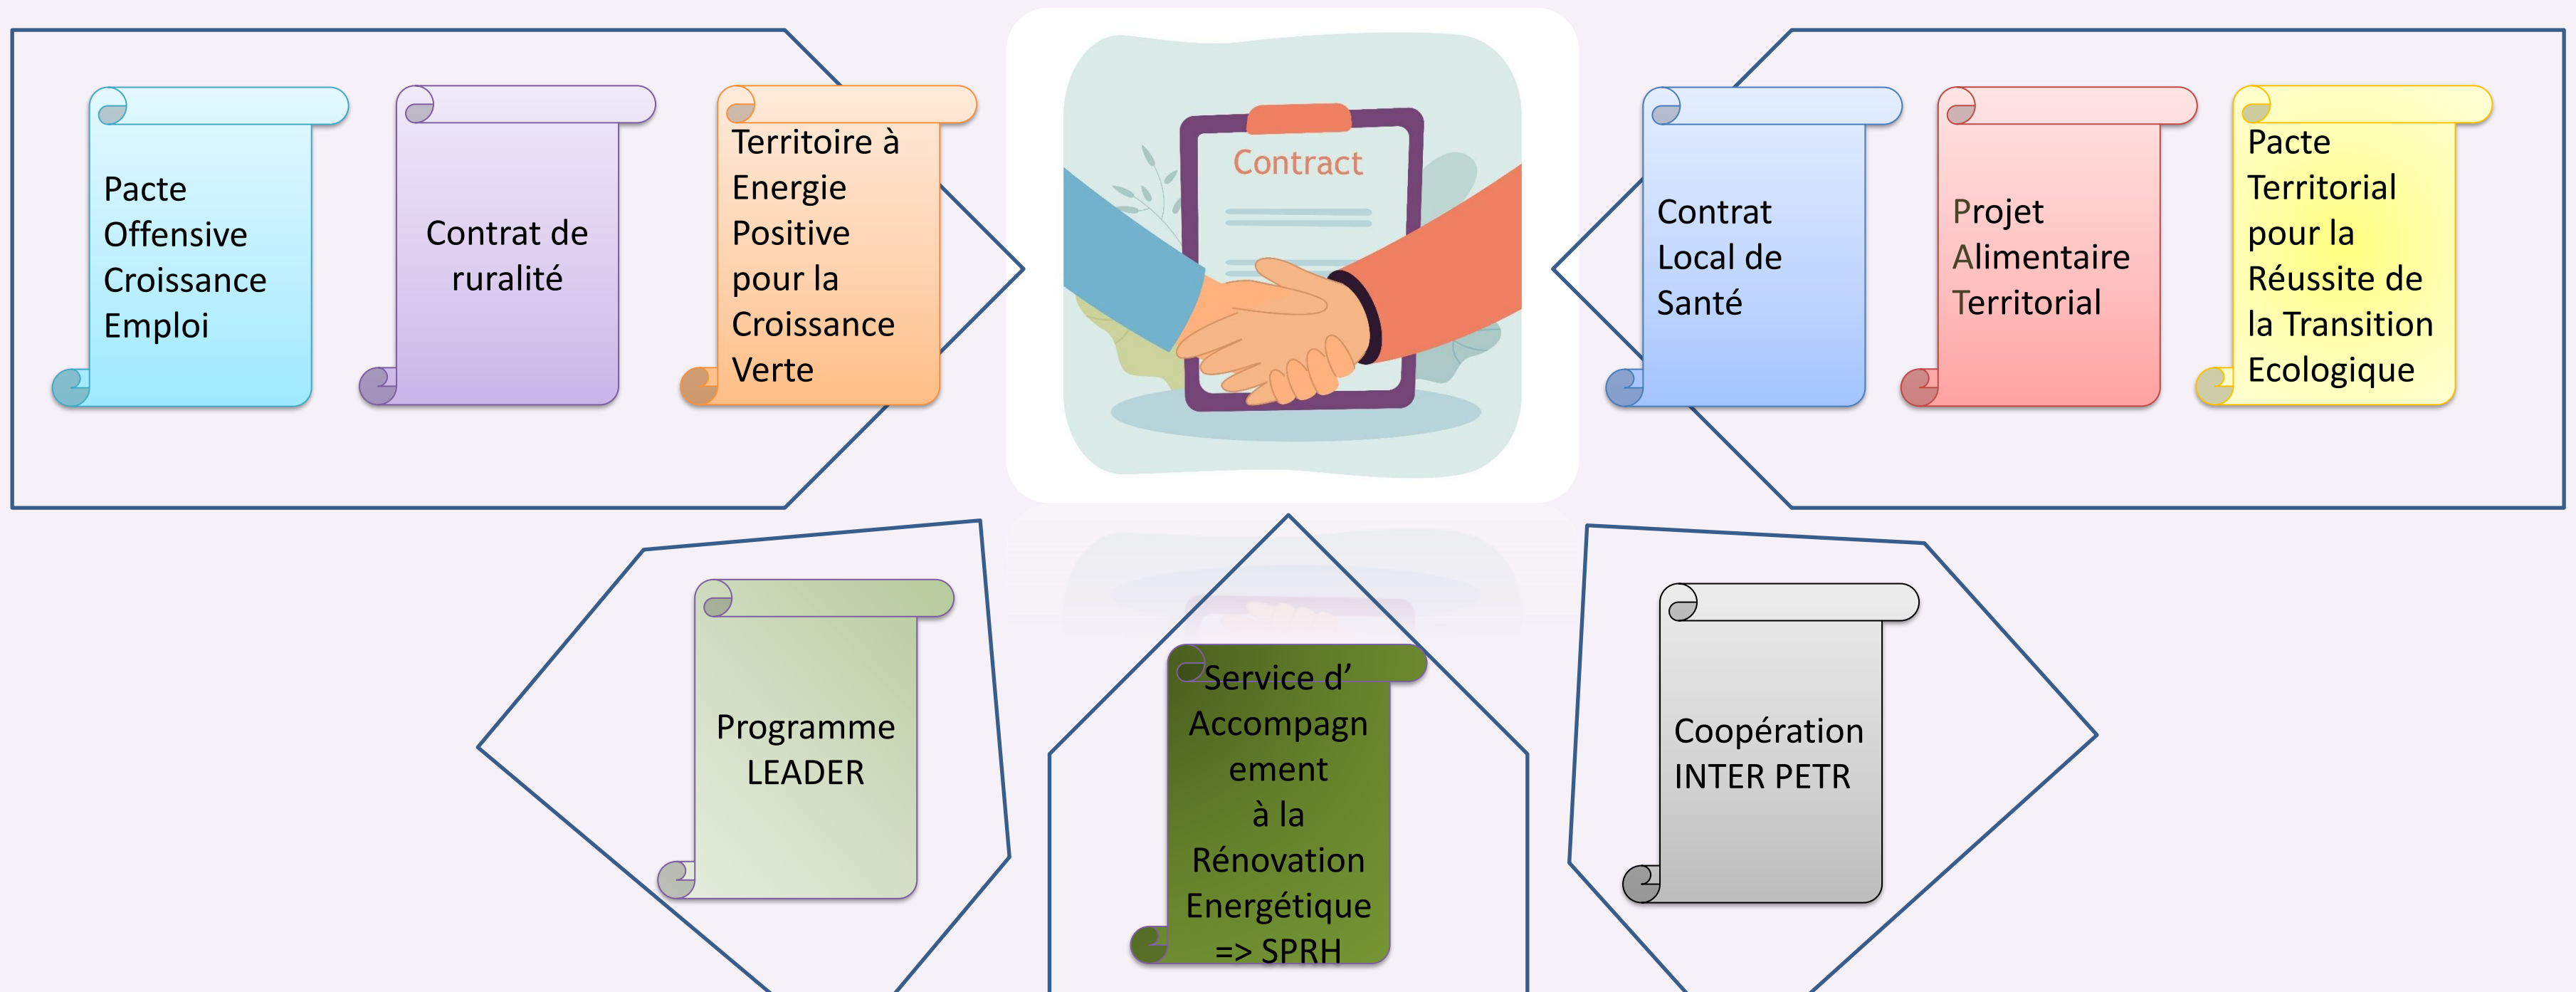 Pacte
Offensive
Croissance
Emploi
Contrat de
ruralité
Territoire à
Energie
Positive
pour la
Croissance
Verte
Contract
Contrat
Local de
Santé
Projet
Alimentaire
Territorial
Pacte
Territorial
pour la
Réussite de
la Transition
Ecologique
Programme
LEADER
Service d’
Accompagn
ement
à la
Rénovation
Energétique
=> SPRH
Coopération
INTER PETR